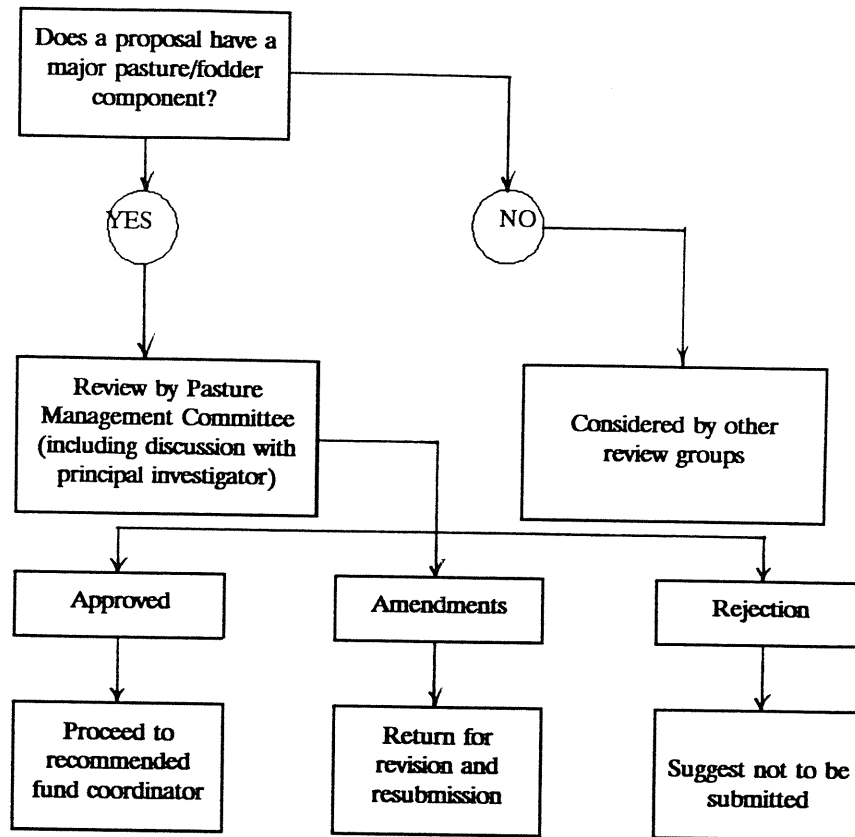 Does a proposal have a
major pasture/fodder
component?
YES
NO
Review by Pasture
Management Committee
(including discussion with
principal investigator)
Considered by other
review groups
Approved
Amendments
Rejection
Proceed to
recommended
fund coordinator
Return for
revision and
resubmission
Suggest not to be
submitted